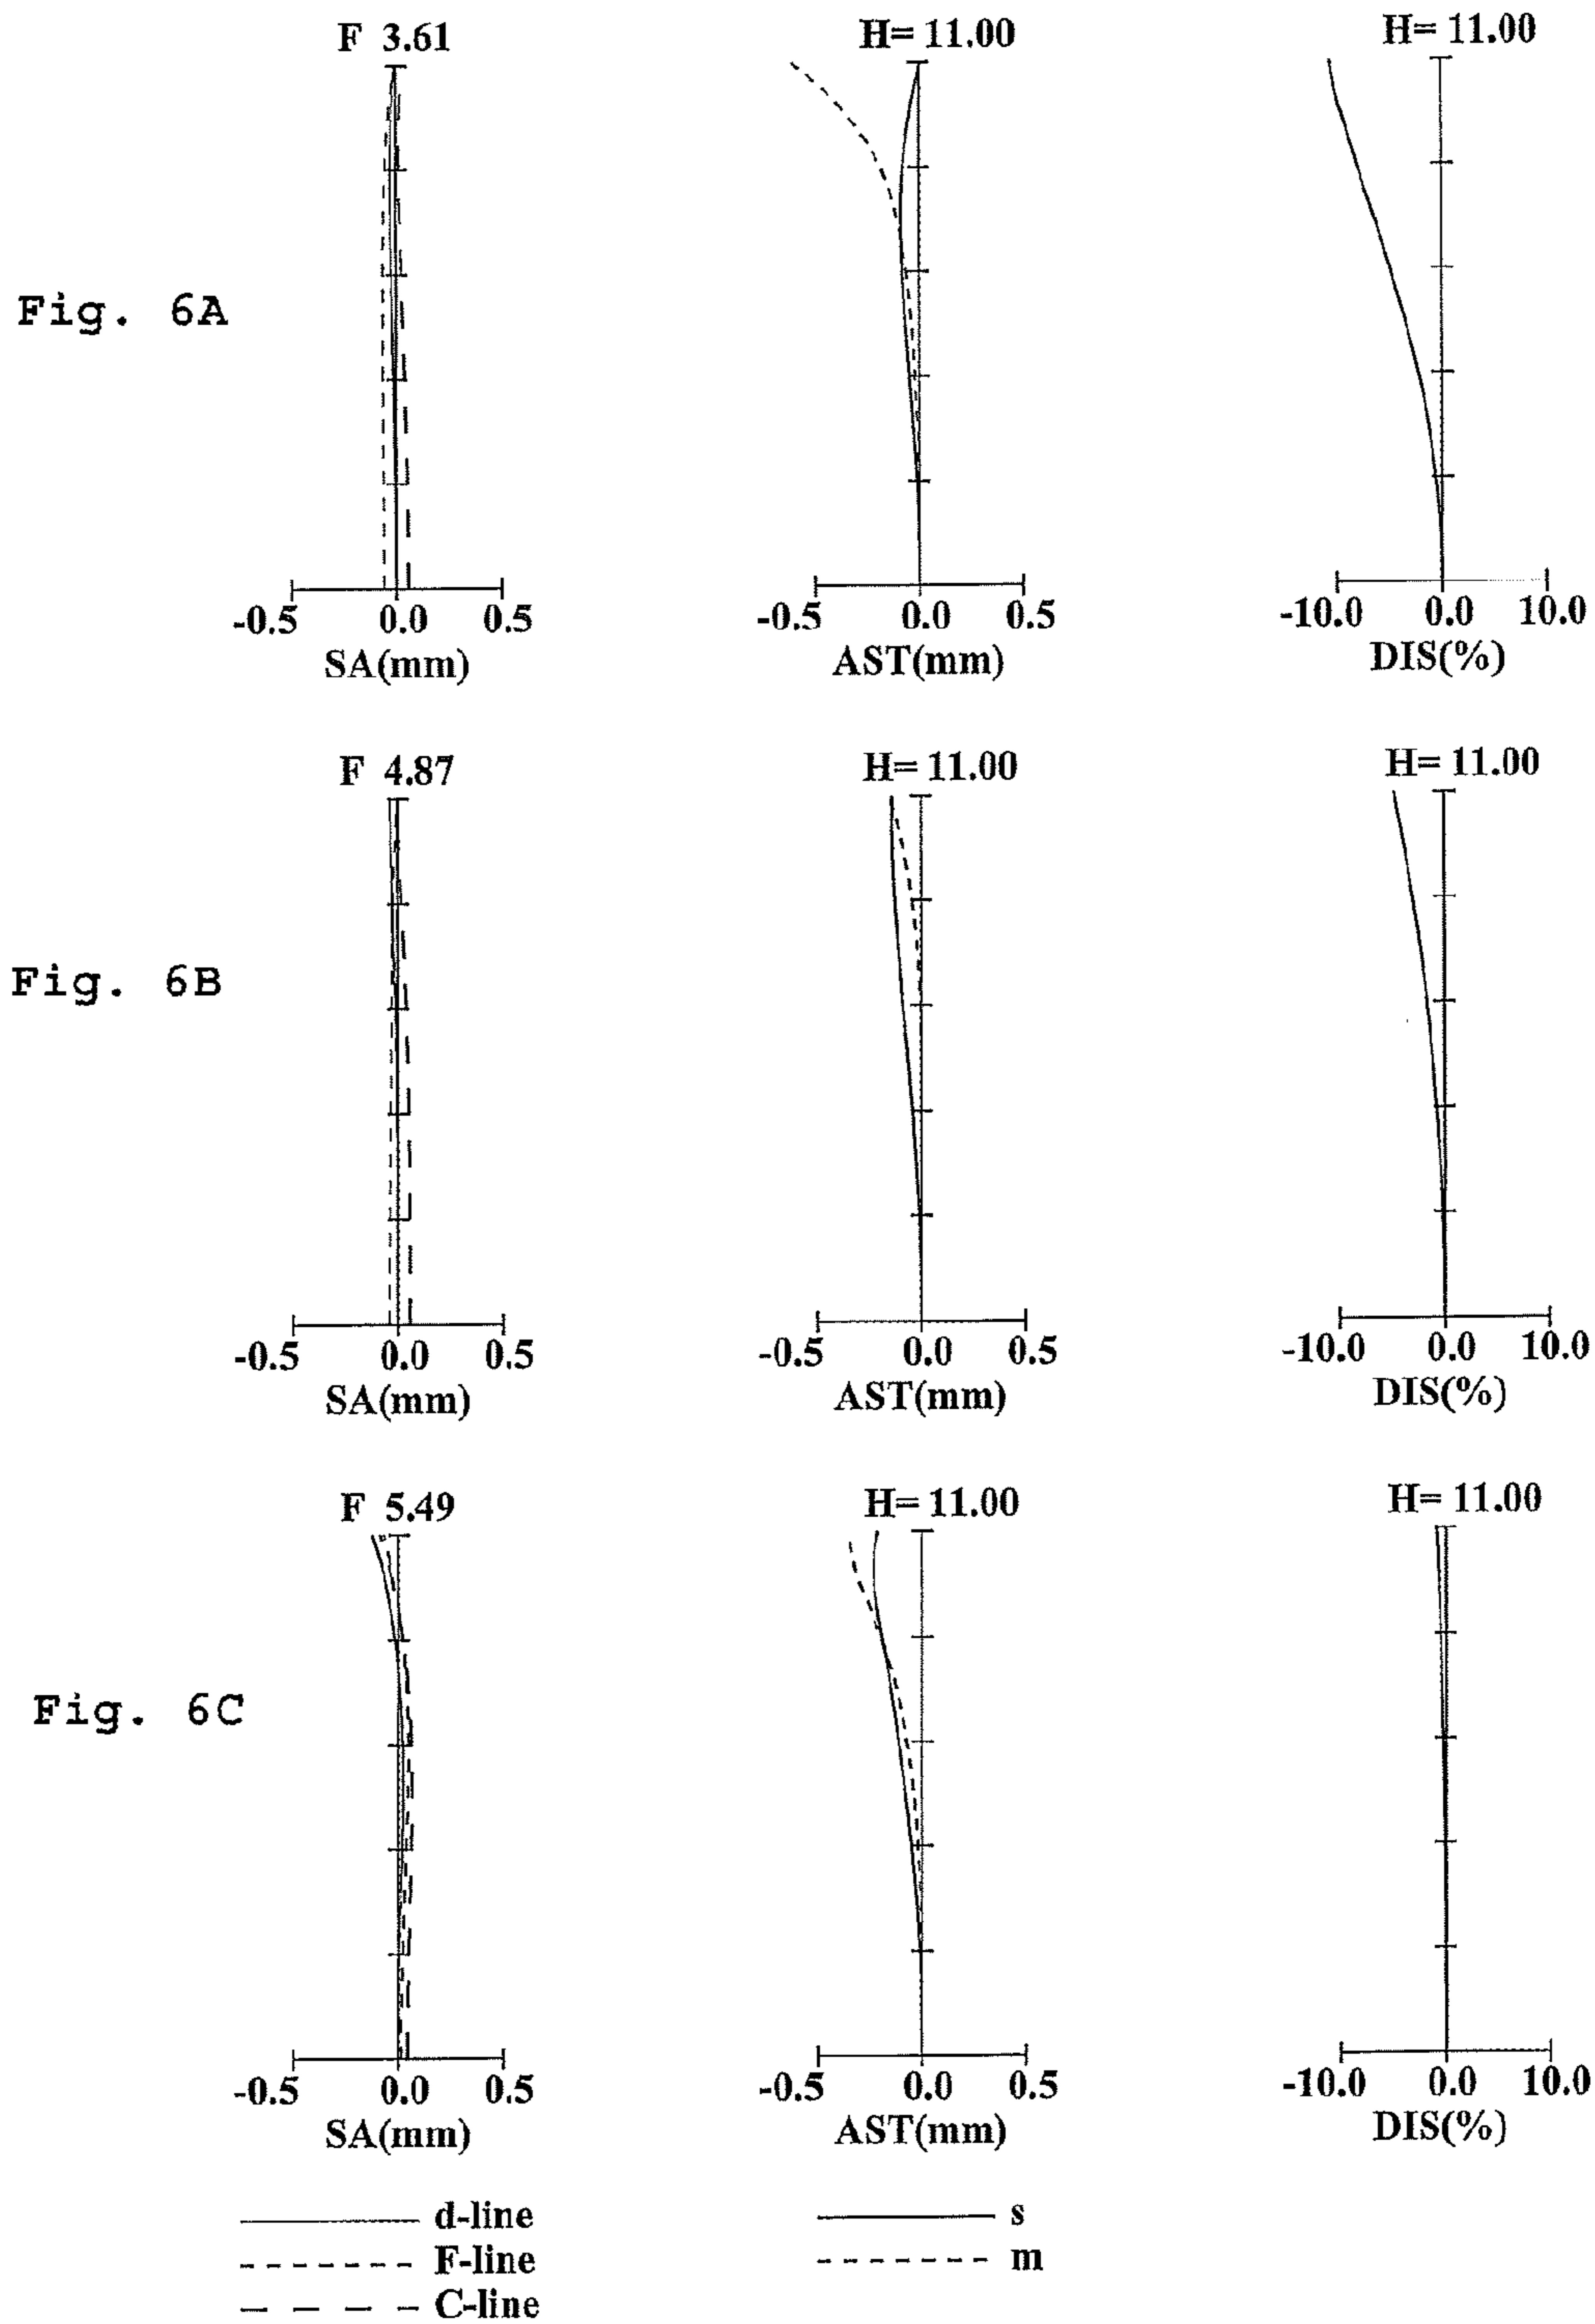 F 3.61
H= 11.00
H= 11.00
Fig. 6A
-0.5 0.0 0.5
SA(mm)
-0.5 0.0 0.5
AST(mm)
-10.0 0.0 10.0
DIS(%)
F 4.87
H= 11.00
H= 11.00
Fig. 6B
-0.5 0.0 0.5
SA(mm)
-0.5 0.0 0.5
AST(mm)
-10.0 0.0 10.0
DIS(%)
F 5.49
H= 11.00
H= 11.00
Fig. 6C
-0.5 0.0 0.5
SA(mm)
-0.5 0.0 0.5
AST(mm)
-10.0 0.0 10.0
DIS(%)
d-line
F-line
C-line
s
m